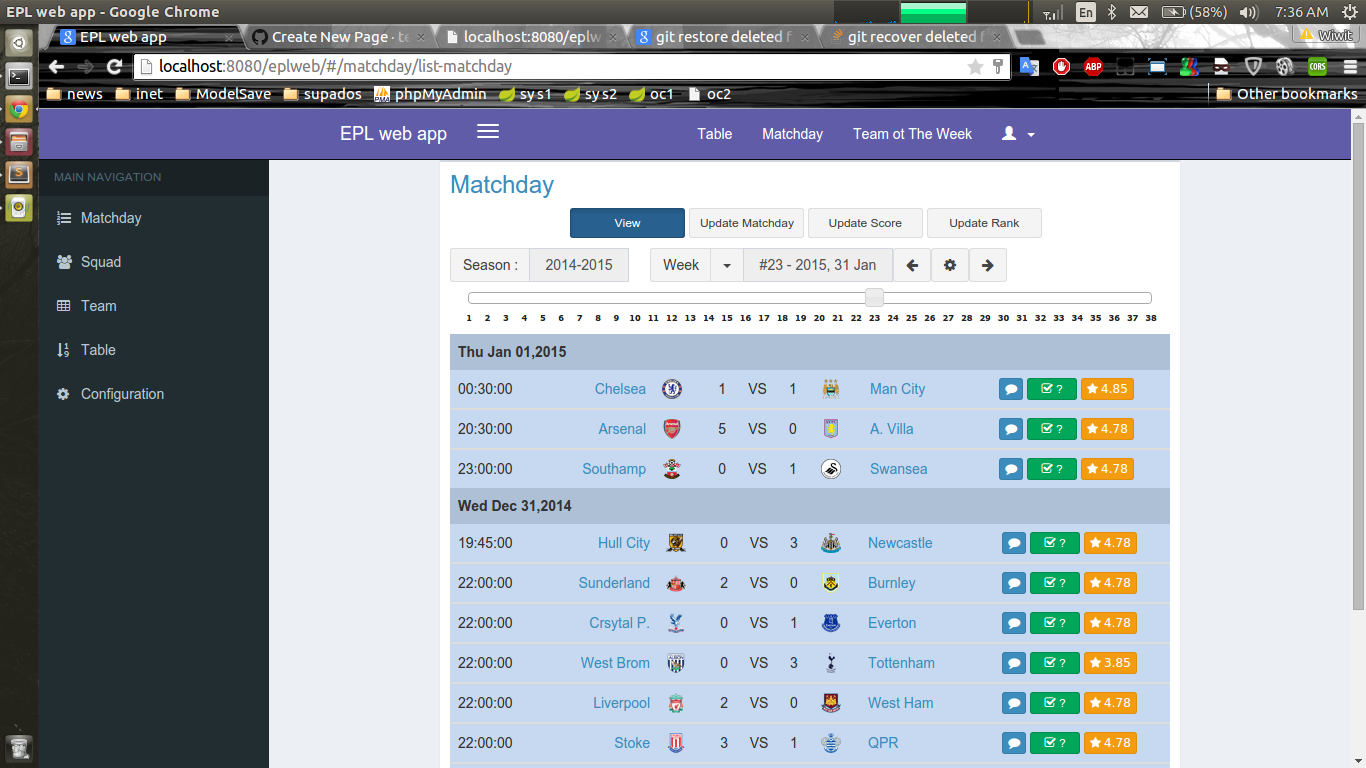 EPL web app - Google Chrome
En (58%) 7:36 AM
EPL web app Create New Page · te localhost:8080/eplw git restore deleted f git recover deleted f Wiwit
localhost:8080/eplweb/#/matchday/list-matchday ABP CORS
news inet ModelSave supados phpMyAdmin sys1 sys2 oc1 oc2 Other bookmarks
EPL web app Table Matchday Team ot The Week
MAIN NAVIGATION
Matchday
Squad
Team
Table
Configuration
Matchday
View Update Matchday Update Score Update Rank
Season : 2014-2015 Week #23 - 2015, 31 Jan
1 2 3 4 5 6 7 8 9 10 11 12 13 14 15 16 17 18 19 20 21 22 23 24 25 26 27 28 29 30 31 32 33 34 35 36 37 38
Thu Jan 01,2015
00:30:00 Chelsea 1 VS 1 Man City ? 4.85
20:30:00 Arsenal 5 VS 0 A. Villa ? 4.78
23:00:00 Southamp 0 VS 1 Swansea ? 4.78
Wed Dec 31,2014
19:45:00 Hull City 0 VS 3 Newcastle ? 4.78
22:00:00 Sunderland 2 VS 0 Burnley ? 4.78
22:00:00 Crsytal P. 0 VS 1 Everton ? 4.78
22:00:00 West Brom 0 VS 3 Tottenham ? 3.85
22:00:00 Liverpool 2 VS 0 West Ham ? 4.78
22:00:00 Stoke 3 VS 1 QPR ? 4.78